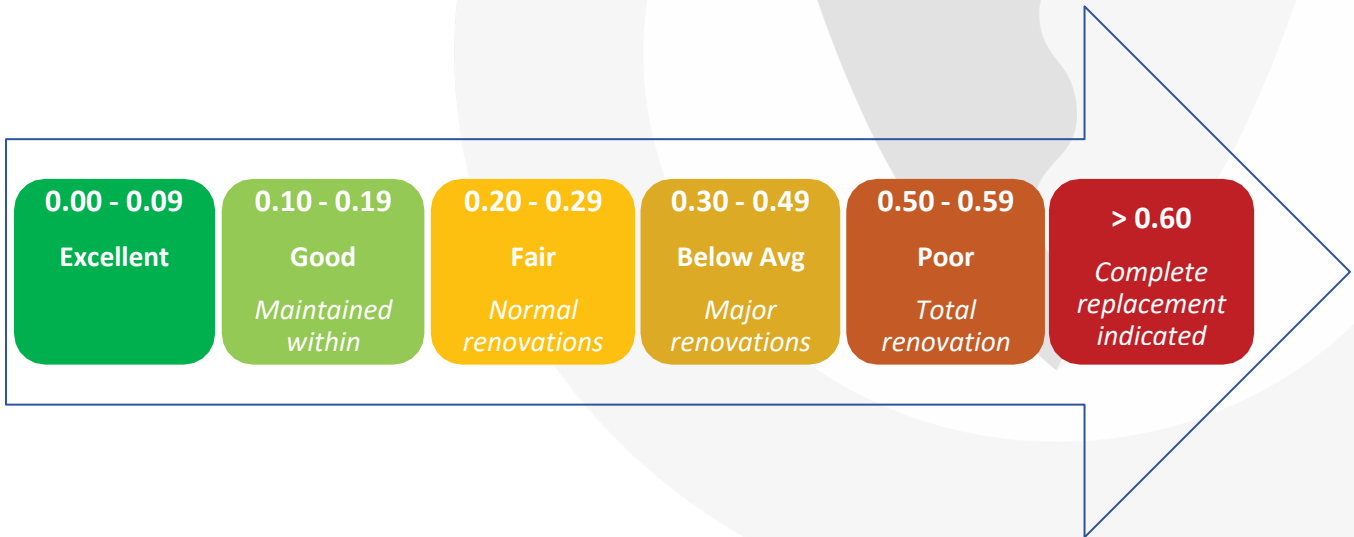 0.00 - 0.09
Excellent
0.10 - 0.19
Good
Maintained
within
0.20 - 0.29
Fair
Normal
renovations
0.30 - 0.49
Below Avg
Major
renovations
0.50 - 0.59
Poor
Total
renovation
> 0.60
Complete
replacement
indicated